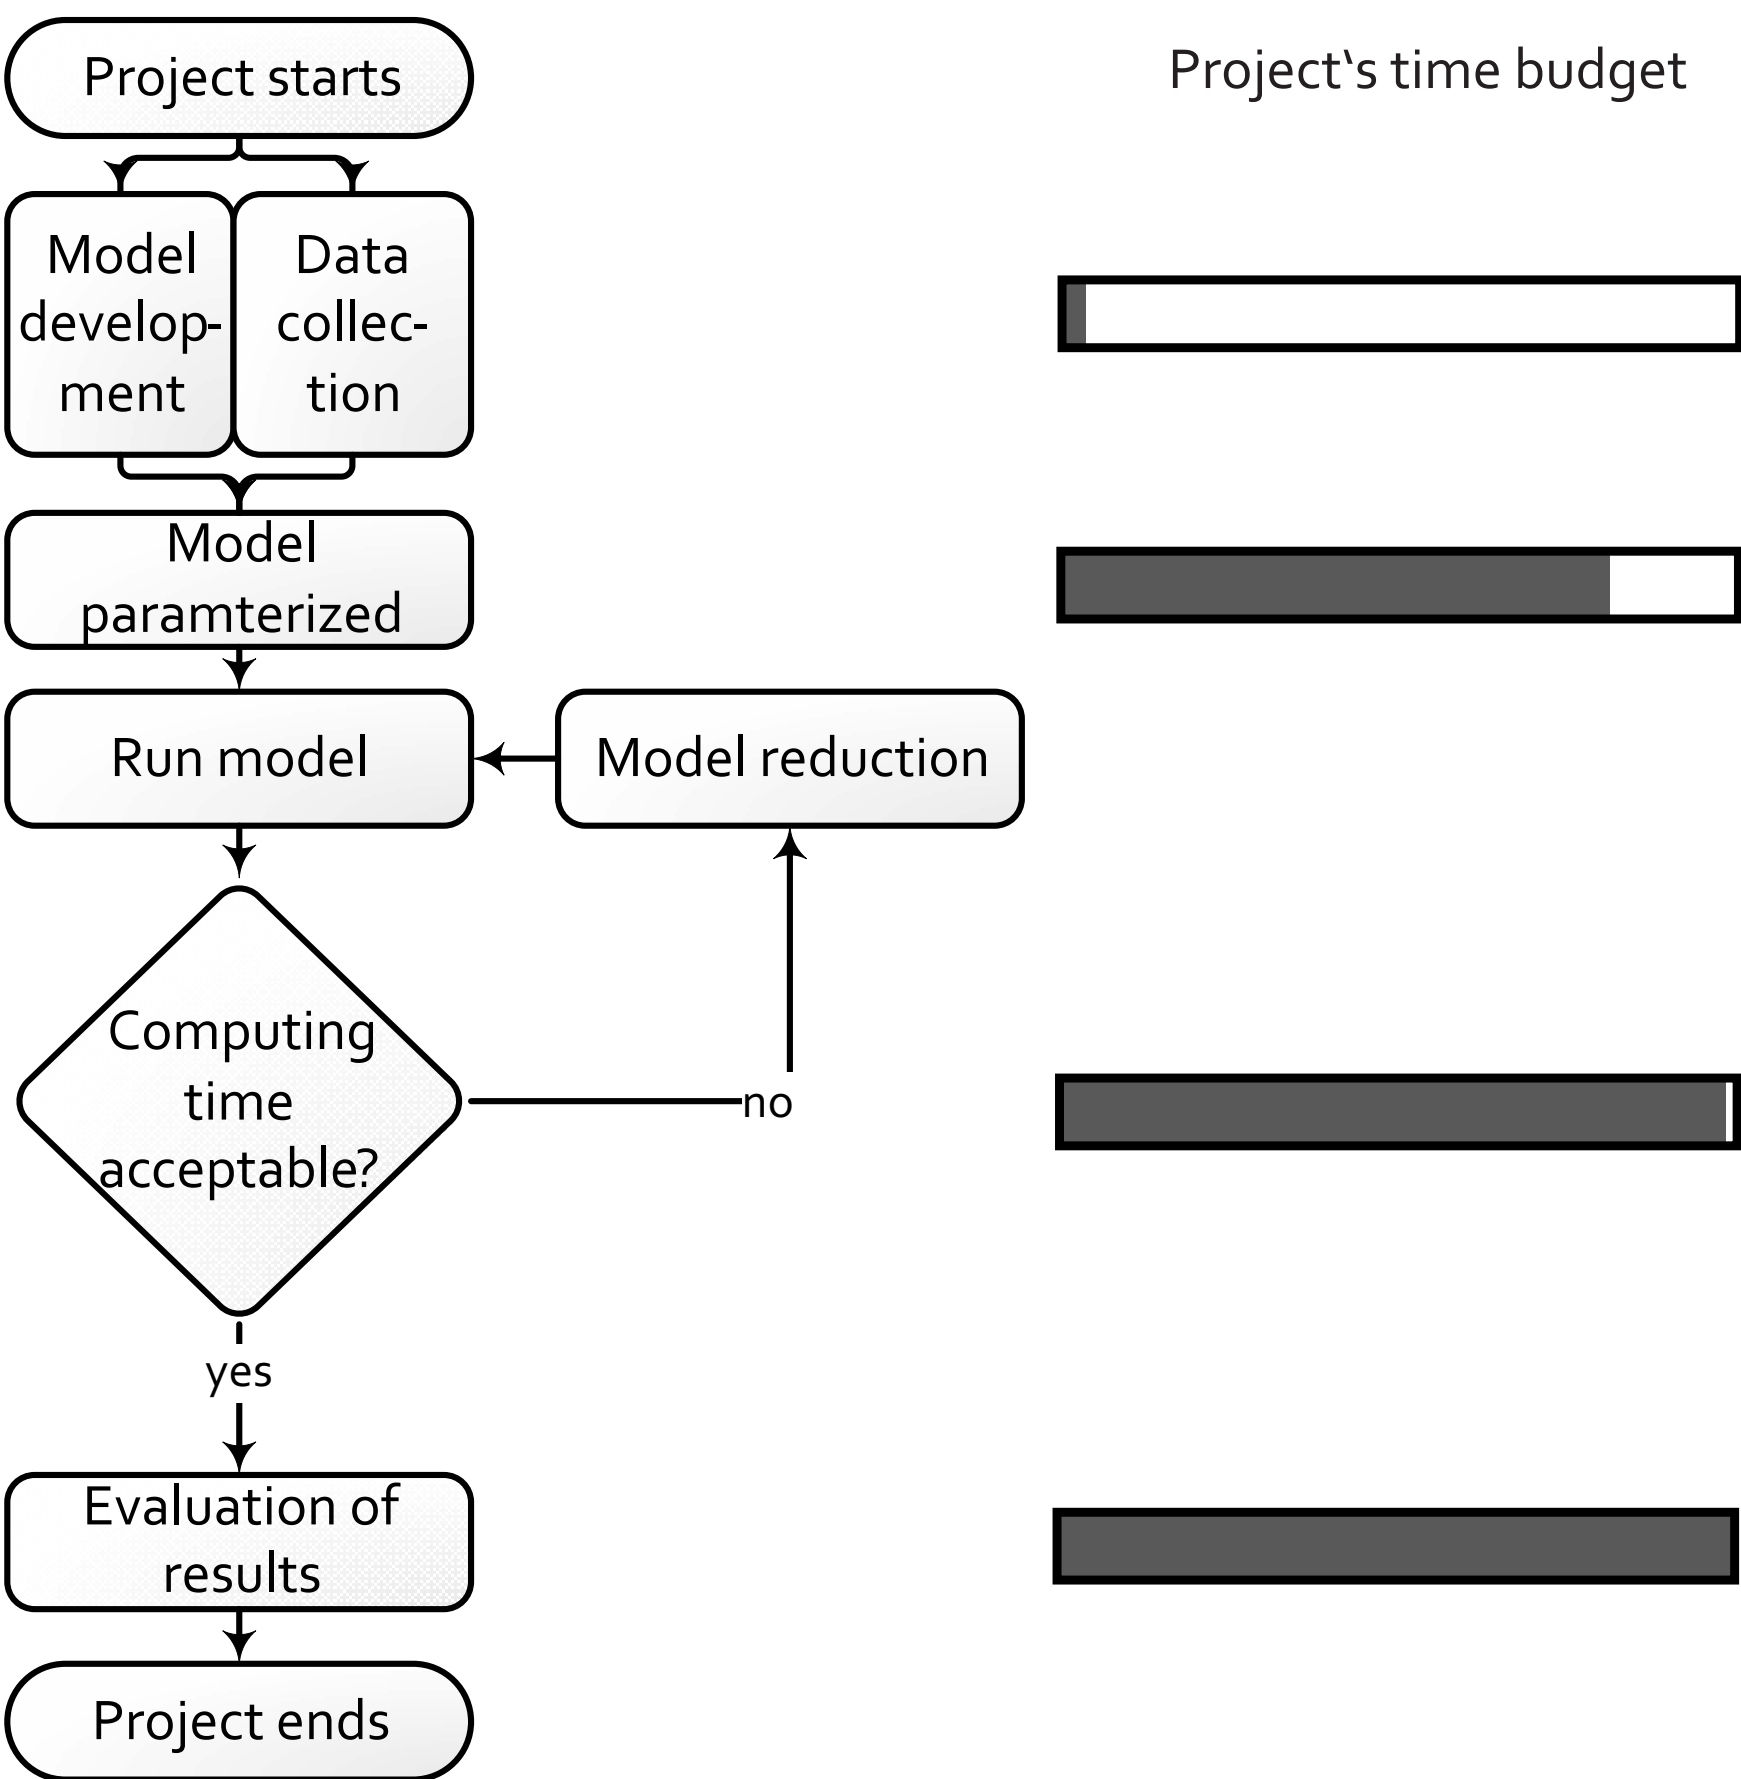 Project starts
Project‘s time budget
Model
develop-
ment
Data
collec-
tion
Model
paramterized
Run model
Model reduction
Computing
time
acceptable?
no
yes
Evaluation of
results
Project ends